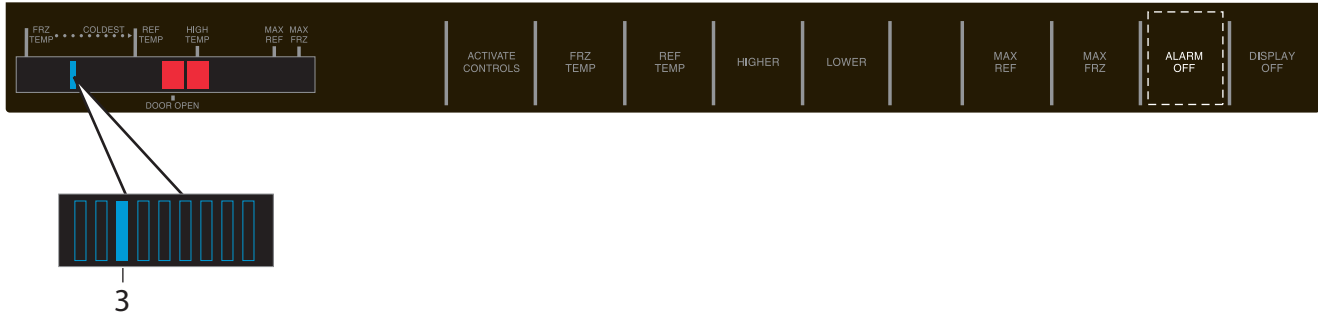 FRZ TEMP
COLDEST
REF TEMP
HIGH TEMP
MAX REF
MAX FRZ
DOOR OPEN
ACTIVATE CONTROLS
FRZ TEMP
REF TEMP
HIGHER
LOWER
MAX REF
MAX FRZ
ALARM OFF
DISPLAY OFF
3